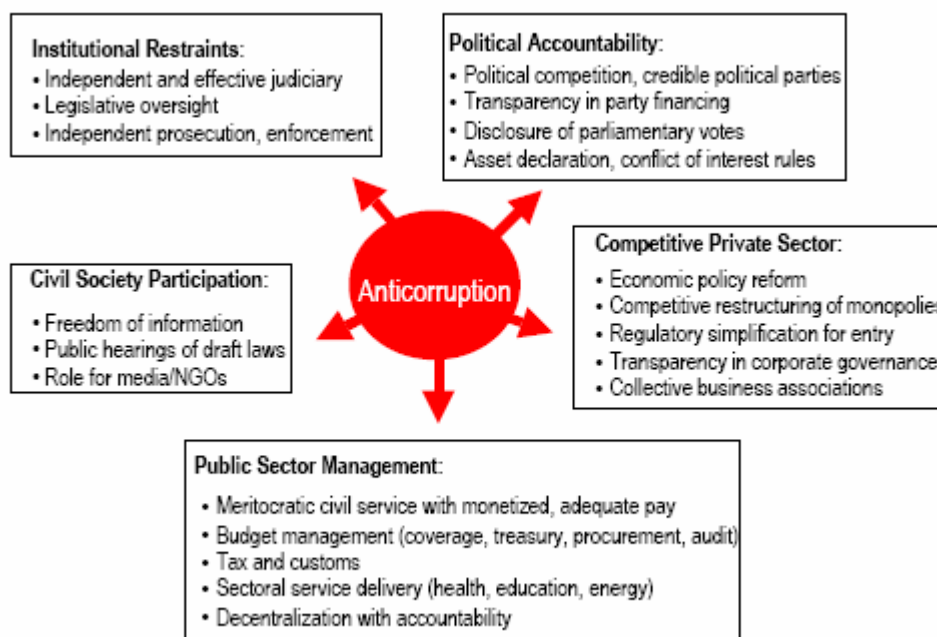 Institutional Restraints:
• Independent and effective judiciary
• Legislative oversight
• Independent prosecution, enforcement
Political Accountability:
• Political competition, credible political parties
• Transparency in party financing
• Disclosure of parliamentary votes
• Asset declaration, conflict of interest rules
Anticorruption
Civil Society Participation:
• Freedom of information
• Public hearings of draft laws
• Role for media/NGOs
Competitive Private Sector:
• Economic policy reform
• Competitive restructuring of monopolies
• Regulatory simplification for entry
• Transparency in corporate governance
• Collective business associations
Public Sector Management:
• Meritocratic civil service with monetized, adequate pay
• Budget management (coverage, treasury, procurement, audit)
• Tax and customs
• Sectoral service delivery (health, education, energy)
• Decentralization with accountability